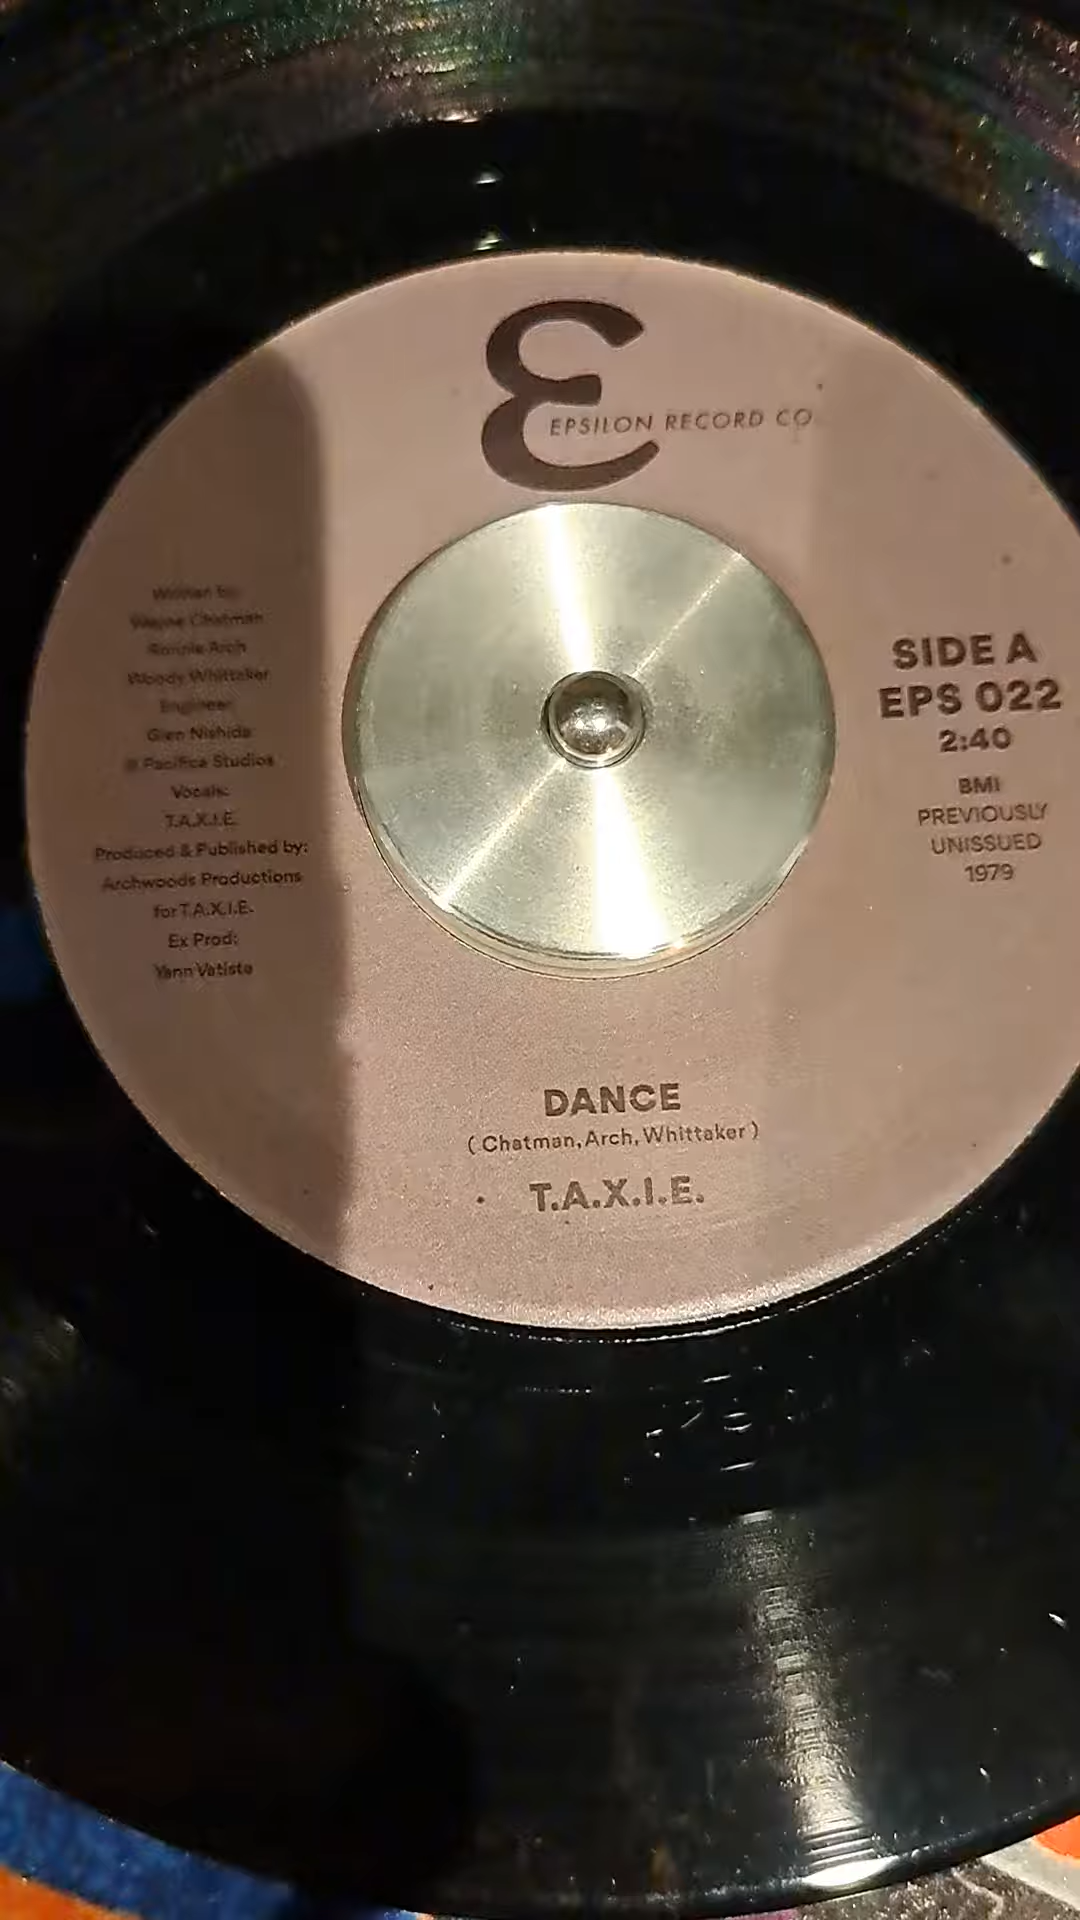 EPSILON RECORD CO
Written by:
Wayne Chatman
Ronnie Arch
Woody Whittaker
Engineer:
Glen Nishida
@ Pacifica Studios
Vocals:
T.A.X.I.E.
Produced & Published by:
Archwoods Productions
for T.A.X.I.E.
Ex Prod:
Yann Vatiste
SIDE A
EPS 022
2:40
BMI
PREVIOUSLY
UNISSUED
1979
DANCE
( Chatman, Arch, Whittaker )
T.A.X.I.E.